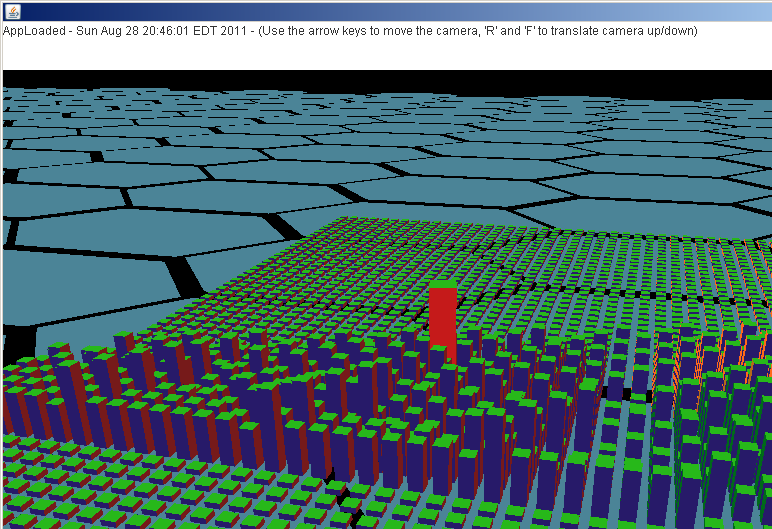 AppLoaded - Sun Aug 28 20:46:01 EDT 2011 - (Use the arrow keys to move the camera, 'R' and 'F' to translate camera up/down)